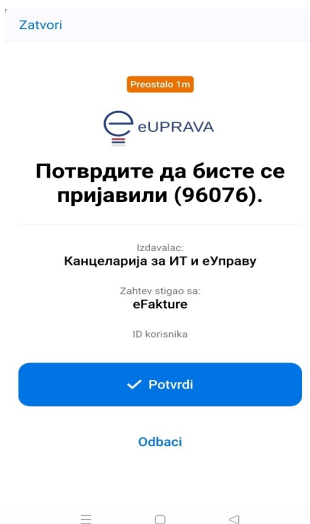 Zatvori
Preostalo 1m
eUPRAVA
Потврдите да бисте се
пријавили (96076).
Izdavalac:
Канцеларија за ИТ и еУправу
Zahtev stigao sa:
eFakture
ID korisnika
Potvrdi
Odbaci